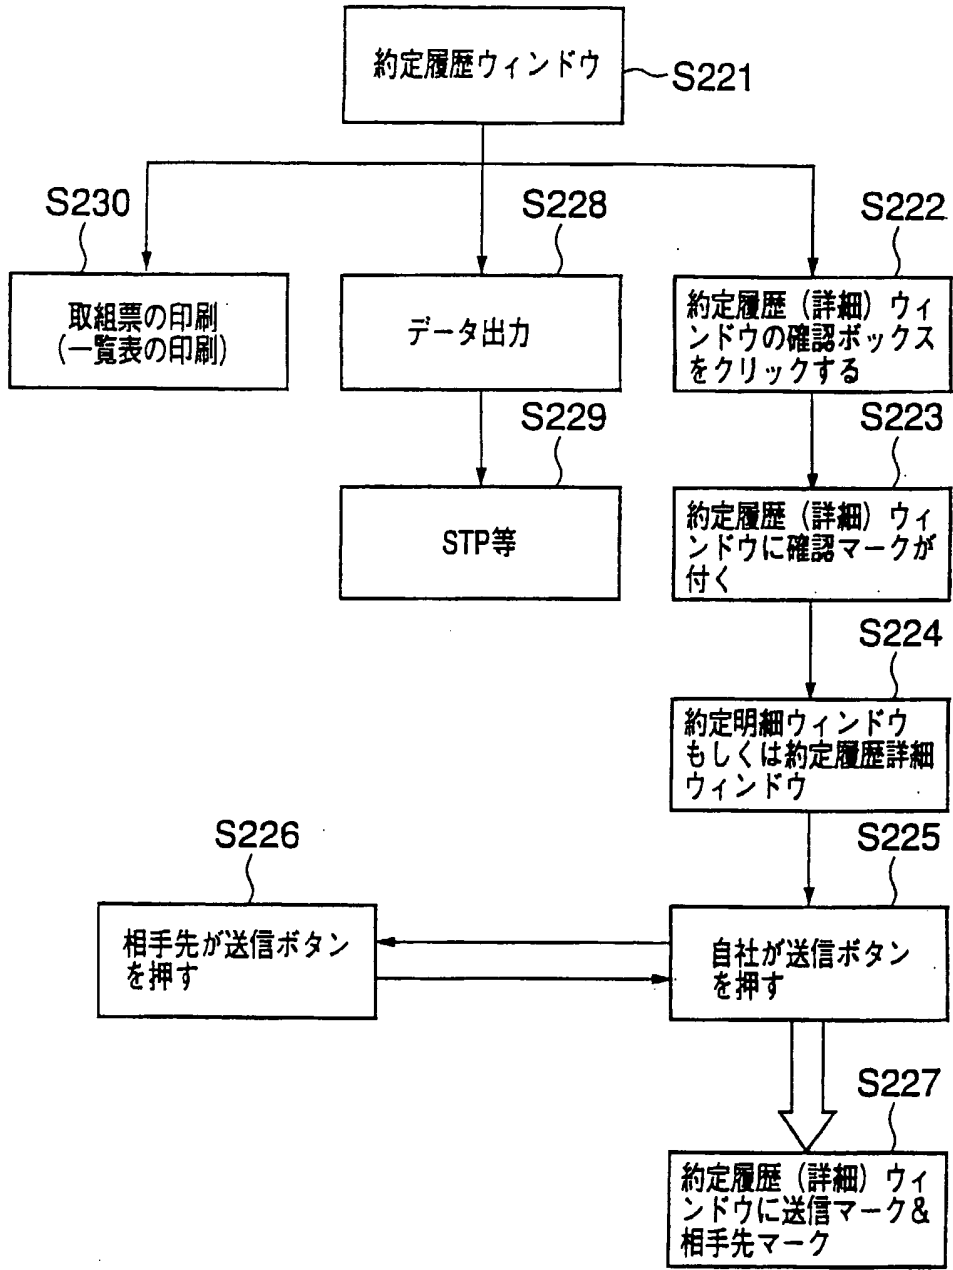 約定履歴ウィンドウ
S221
S230
取組票の印刷
(一覧表の印刷)
S228
データ出力
S229
STP等
S222
約定履歴(詳細)ウィ
ンドウの確認ボックス
をクリックする
S223
約定履歴(詳細)ウィ
ンドウに確認マークが
付く
S224
約定明細ウィンドウ
もしくは約定履歴詳細
ウィンドウ
S225
自社が送信ボタン
を押す
S226
相手先が送信ボタン
を押す
S227
約定履歴(詳細)ウィ
ンドウに送信マーク&
相手先マーク